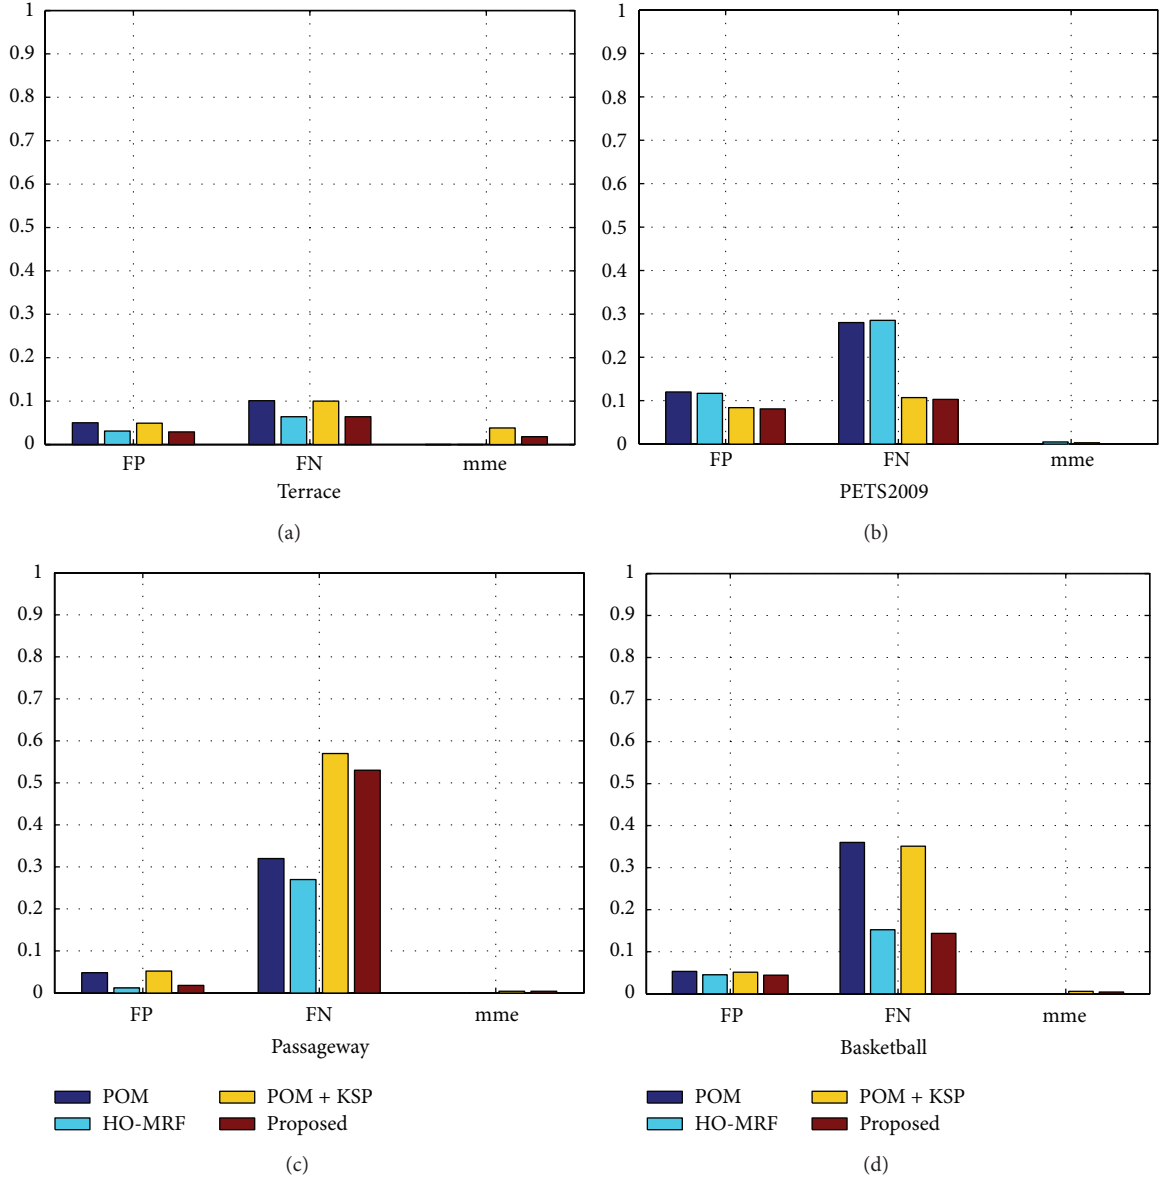 1
0.9
0.8
0.7
0.6
0.5
0.4
0.3
0.2
0.1
0
FP FN mme
Terrace
(a)
1
0.9
0.8
0.7
0.6
0.5
0.4
0.3
0.2
0.1
0
FP FN mme
PETS2009
(b)
1
0.9
0.8
0.7
0.6
0.5
0.4
0.3
0.2
0.1
0
FP FN mme
Passageway
POM POM + KSP
HO-MRF Proposed
(c)
1
0.9
0.8
0.7
0.6
0.5
0.4
0.3
0.2
0.1
0
FP FN mme
Basketball
POM POM + KSP
HO-MRF Proposed
(d)